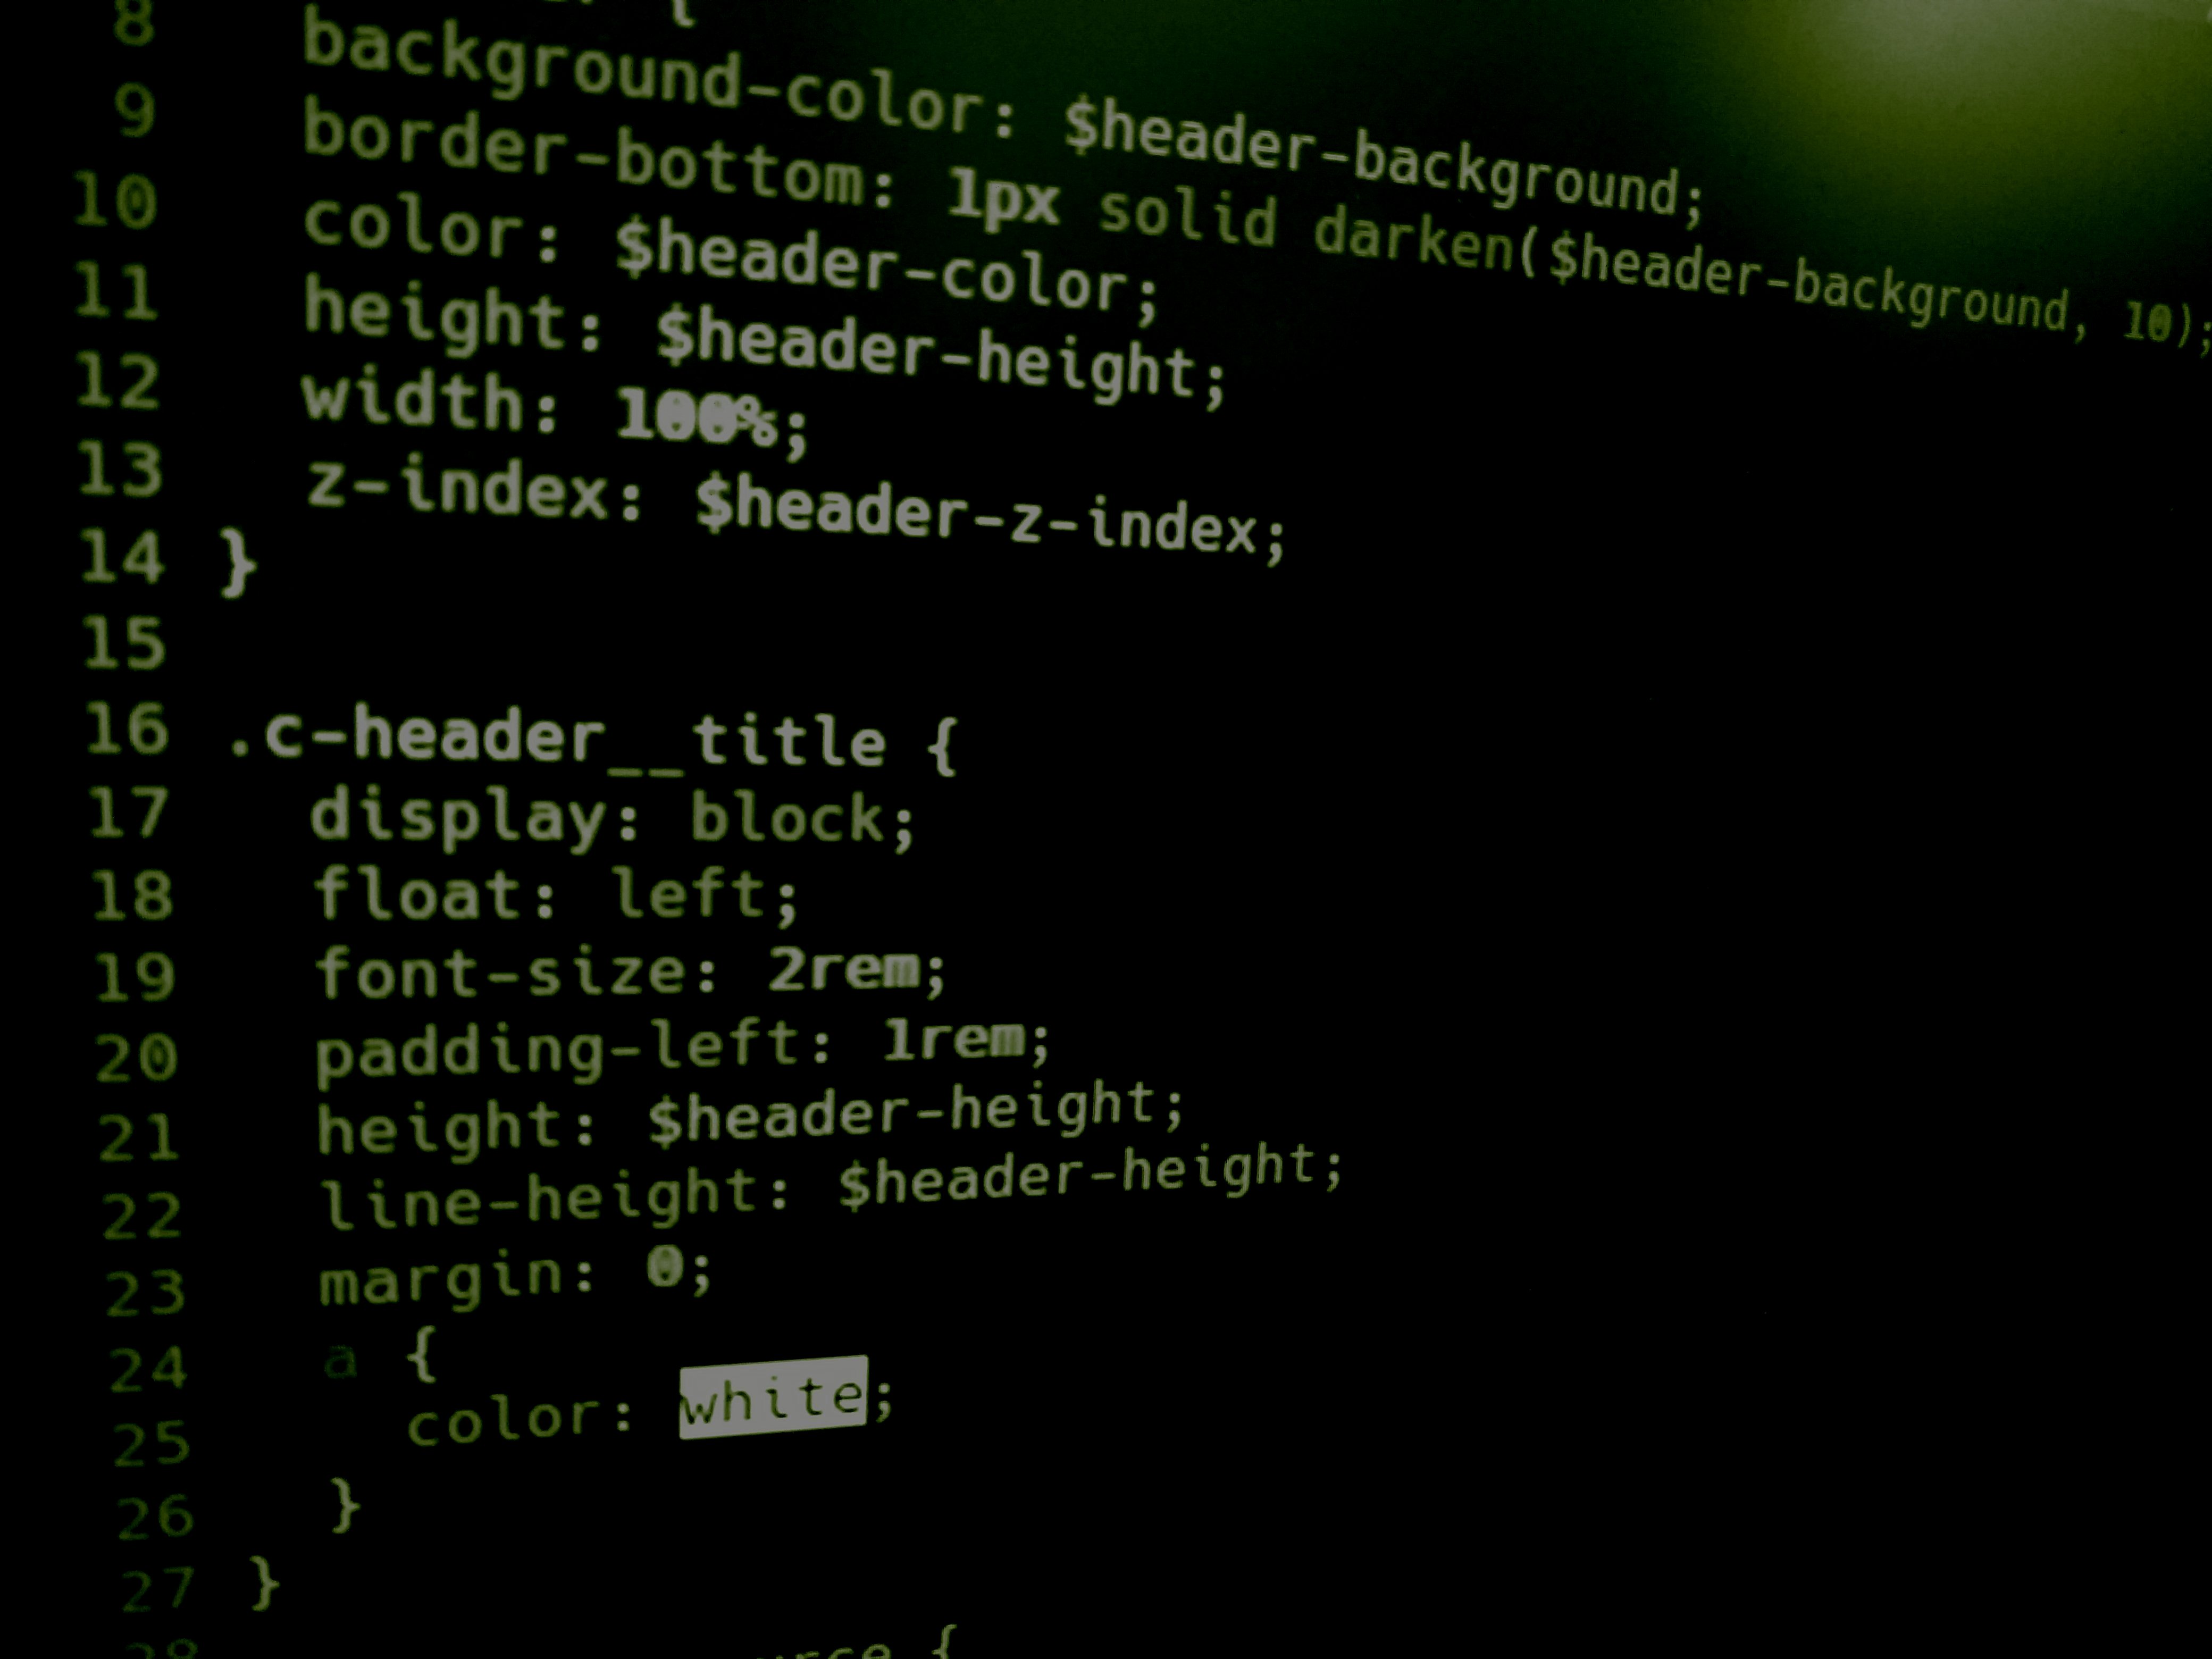 {
8 background-color: $header-background;
9 border-bottom: 1px solid darken($header-background, 10);
10 color: $header-color;
11 height: $header-height;
12 width: 100%;
13 z-index: $header-z-index;
14 }
15
16 .c-header__title {
17 display: block;
18 float: left;
19 font-size: 2rem;
20 padding-left: 1rem;
21 height: $header-height;
22 line-height: $header-height;
23 margin: 0;
24 a {
25 color: white;
26 }
27 }
28 {